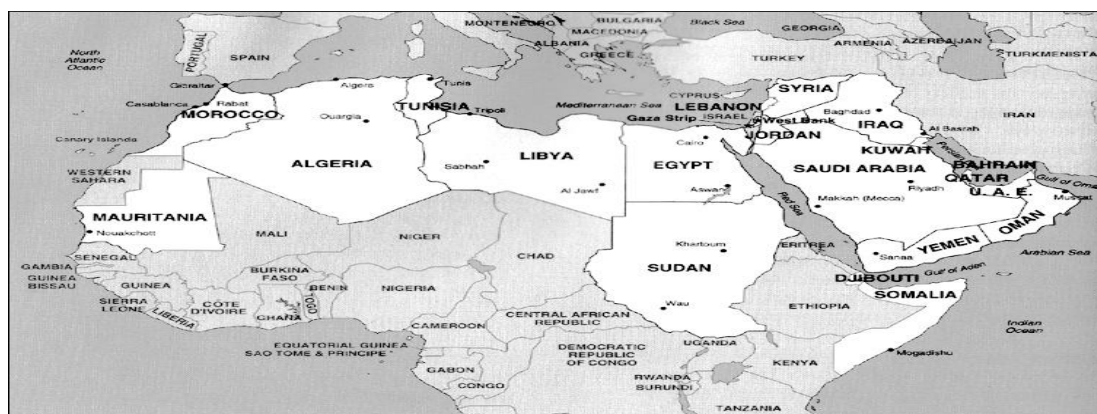 MONTENEGRO
BULGARIA
Black Sea
GEORGIA
MACEDONIA
ALBANIA
GREECE
ARMENIA
AZERBAIJAN
TURKMENISTA
North
Atlantic
Ocean
PORTUGAL
SPAIN
TURKEY
Gibraltar
Algers
Tunis
CYPRUS
SYRIA
Casablanca
Rabat
MOROCCO
TUNISIA
Tripoli
Mediterranean Sea
LEBANON
ISRAEL
Gaza Strip
West Bank
Baghdad
IRAQ
IRAN
Canary Islands
Ouargla
JORDAN
Cairo
Al Basrah
KUWAIT
Persian
WESTERN
SAHARA
ALGERIA
Sabhah
LIBYA
EGYPT
SAUDI ARABIA
BAHRAIN
QATAR
Gulf of Oma
U. A. E.
Riyadh
Al Jawf
Aswan
Makkah (Mecca)
Muscat
Red Sea
MAURITANIA
Nouakchott
MALI
NIGER
CHAD
Khartoum
SUDAN
ERITREA
Sanaa
YEMEN
OMAN
Arabian Sea
SENEGAL
GAMBIA
GUINEA
BISSAU
GUINEA
BURKINA
FASO
BENIN
NIGERIA
DJIBOUTI
Gulf of Aden
SOMALIA
SIERRA
LEONE
LIBERIA
COTE
D'IVOIRE
GHANA
TOGO
Wau
ETHIOPIA
CAMEROON
CENTRAL AFRICAN
REPUBLIC
Indian
Ocean
EQUATORIAL GUINEA
SAO TOME & PRINCIPE
GABON
CONGO
DEMOCRATIC
REPUBLIC
OF CONGO
UGANDA
KENYA
Mogadishu
RWANDA
BURUNDI
TANZANIA